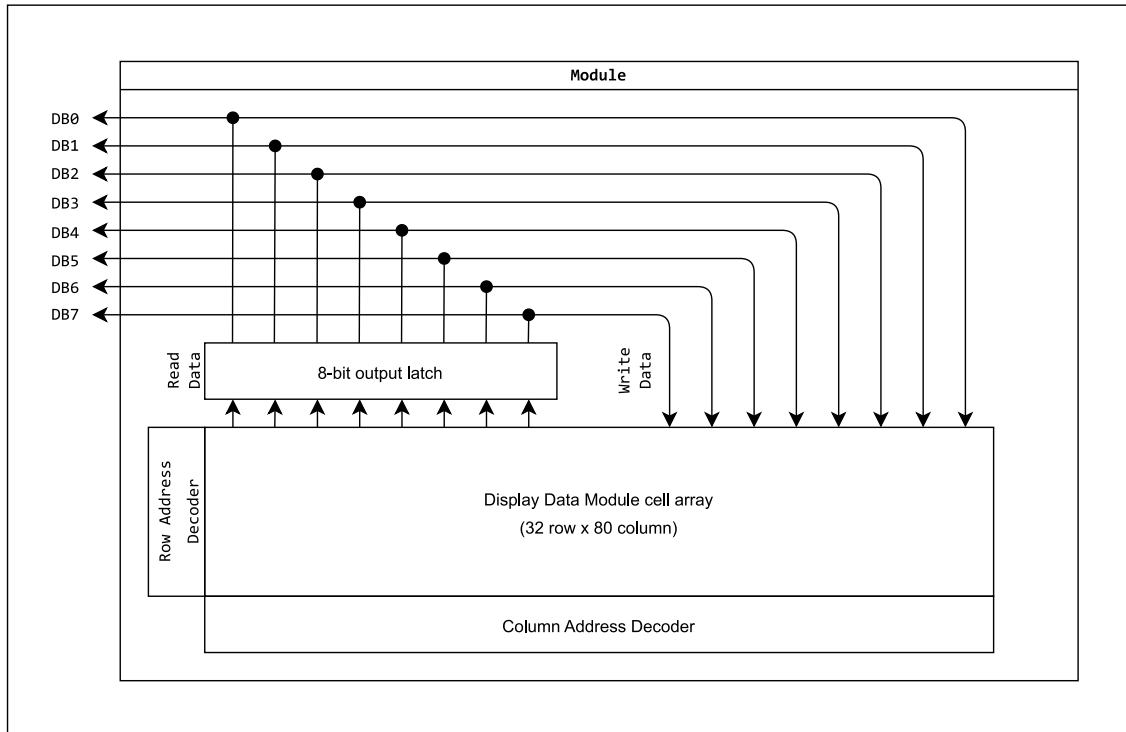 Module
DB0
DB1
DB2
DB3
DB4
DB5
DB6
DB7
Read
Data
8-bit output latch
Write
Data
Row Address
Decoder
Display Data Module cell array
(32 row x 80 column)
Column Address Decoder